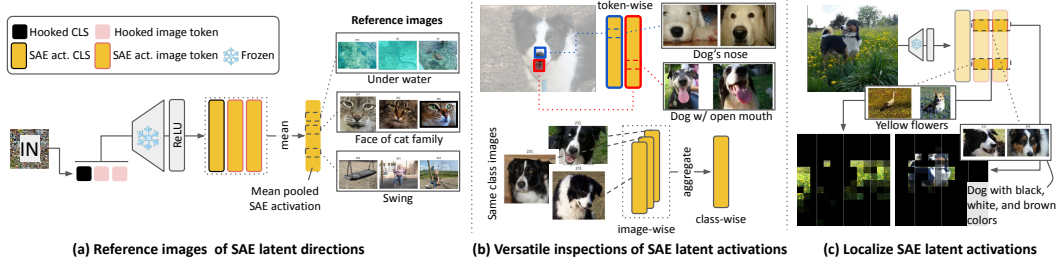 Hooked CLS
Hooked image token
SAE act. CLS
SAE act. image token
Frozen
IN
ReLU
mean
Mean pooled
SAE activation
Reference images
Under water
Face of cat family
Swing
(a) Reference images of SAE latent directions
token-wise
Dog's nose
Dog w/ open mouth
Same class images
aggregate
image-wise
class-wise
(b) Versatile inspections of SAE latent activations
Yellow flowers
Dog with black,
white, and brown
colors
(c) Localize SAE latent activations